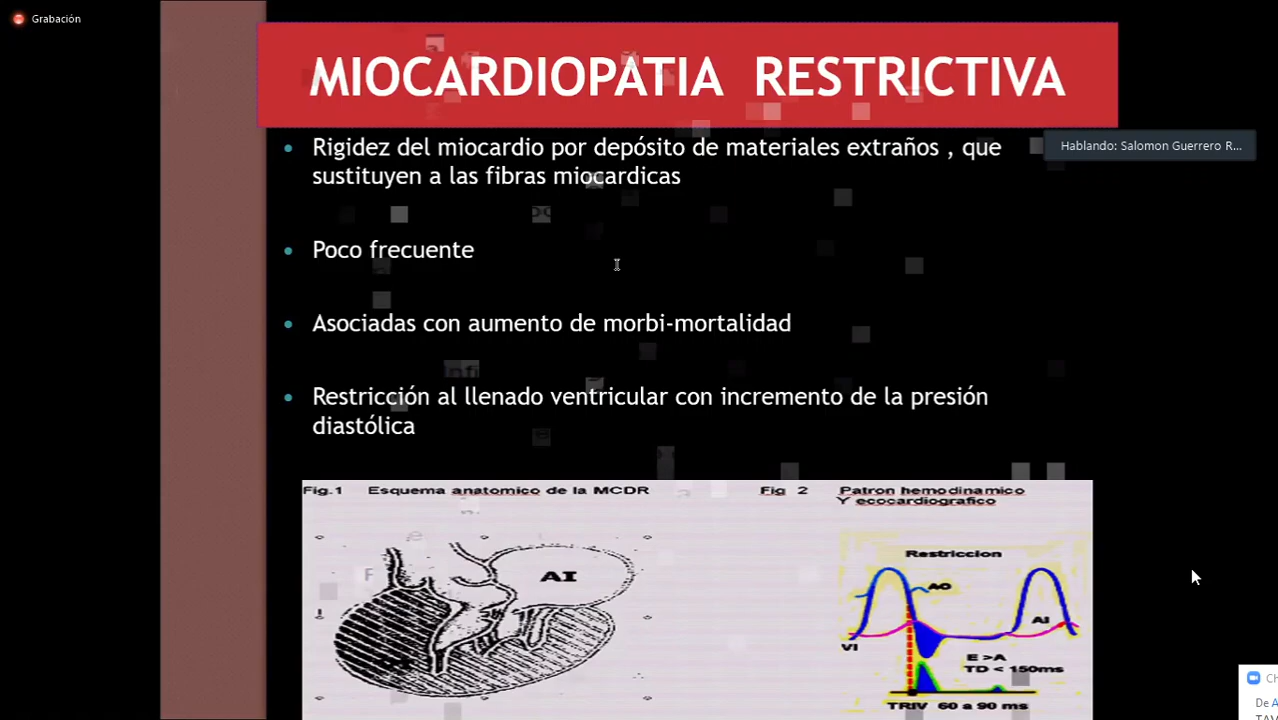 Grabación
MIOCARDIOPATIA RESTRICTIVA
Hablando: Salomon Guerrero R...
• Rigidez del miocardio por depósito de materiales extraños , que
sustituyen a las fibras miocardicas
• Poco frecuente
• Asociadas con aumento de morbi-mortalidad
• Restricción al llenado ventricular con incremento de la presión
diastólica
Fig.1 Esquema anatomico de la MCDR
AI
Fig 2 Patron hemodinamico
Y ecocardiografico
Restriccion
AO
AI
VI
E >A
TD < 150ms
TRIV 60 a 90 ms
De